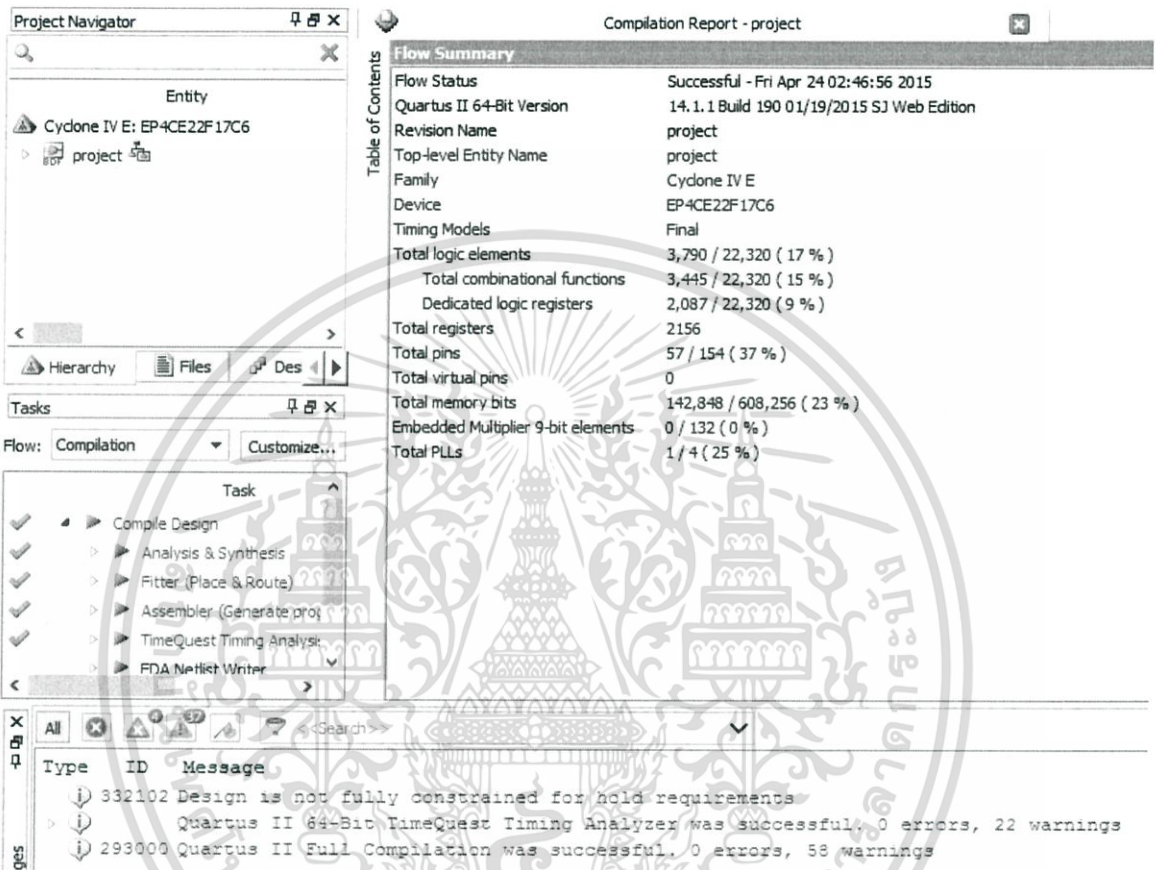 Project Navigator
Entity
Cyclone IV E: EP4CE22F17C6
project
Hierarchy
Files
Des
Tasks
Flow: Compilation
Customize...
Task
Compile Design
Analysis & Synthesis
Fitter (Place & Route)
Assembler (Generate prog
TimeQuest Timing Analysis
EDA Netlist Writer
Compilation Report - project
Table of Contents
Flow Summary
Flow Status Successful - Fri Apr 24 02:46:56 2015
Quartus II 64-Bit Version 14.1.1 Build 190 01/19/2015 SJ Web Edition
Revision Name project
Top-level Entity Name project
Family Cyclone IV E
Device EP4CE22F17C6
Timing Models Final
Total logic elements 3,790 / 22,320 ( 17 % )
Total combinational functions 3,445 / 22,320 ( 15 % )
Dedicated logic registers 2,087 / 22,320 ( 9 % )
Total registers 2156
Total pins 57 / 154 ( 37 % )
Total virtual pins 0
Total memory bits 142,848 / 608,256 ( 23 % )
Embedded Multiplier 9-bit elements 0 / 132 ( 0 % )
Total PLLs 1 / 4 ( 25 % )
All
<<Search>>
Type ID Message
332102 Design is not fully constrained for hold requirements
Quartus II 64-Bit TimeQuest Timing Analyzer was successful. 0 errors, 22 warnings
293000 Quartus II Full Compilation was successful. 0 errors, 58 warnings